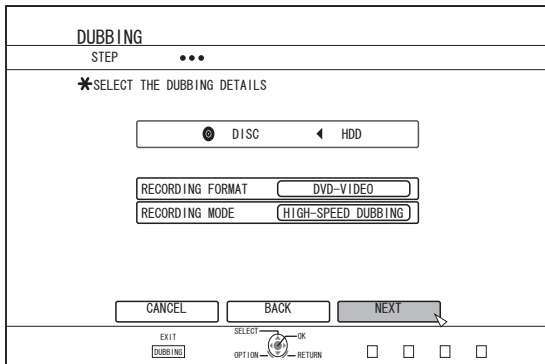 DUBBING
STEP
SELECT THE DUBBING DETAILS
DISC HDD
RECORDING FORMAT DVD-VIDEO
RECORDING MODE HIGH-SPEED DUBBING
CANCEL BACK NEXT
EXIT
DUBBING
SELECT OK
OPTION RETURN